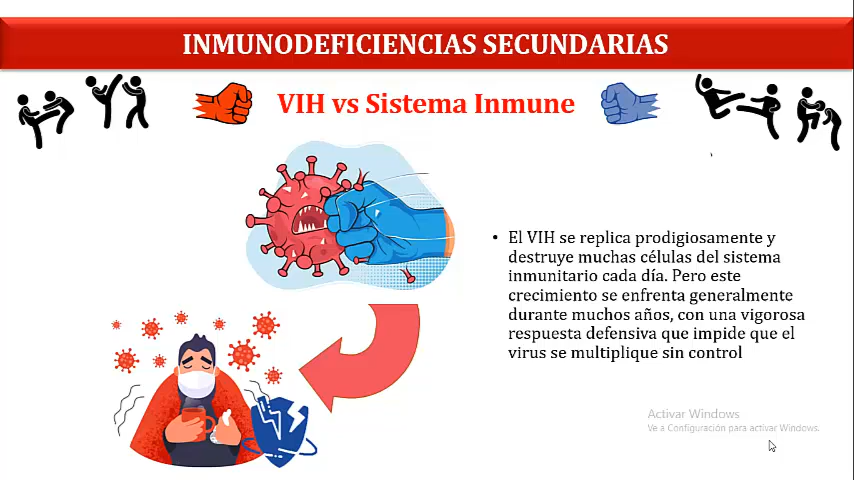 INMUNODEFICIENCIAS SECUNDARIAS
VIH vs Sistema Inmune
• El VIH se replica prodigiosamente y
destruye muchas células del sistema
inmunitario cada día. Pero este
crecimiento se enfrenta generalmente
durante muchos años, con una vigorosa
respuesta defensiva que impide que el
virus se multiplique sin control
Activar Windows
Ve a Configuración para activar Windows.